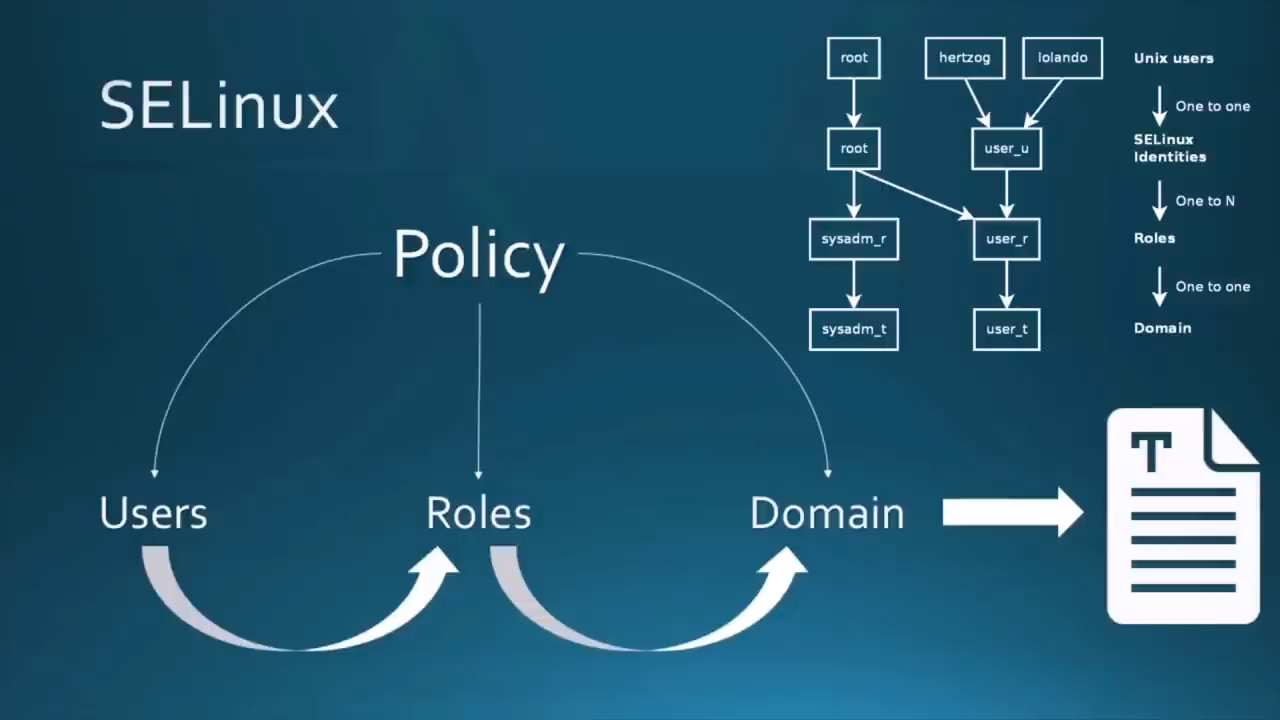 SELinux
Policy
Users
Roles
Domain
root
hertzog
lolando
Unix users
One to one
root
user_u
SELinux
Identities
One to N
sysadm_r
user_r
Roles
One to one
sysadm_t
user_t
Domain
T